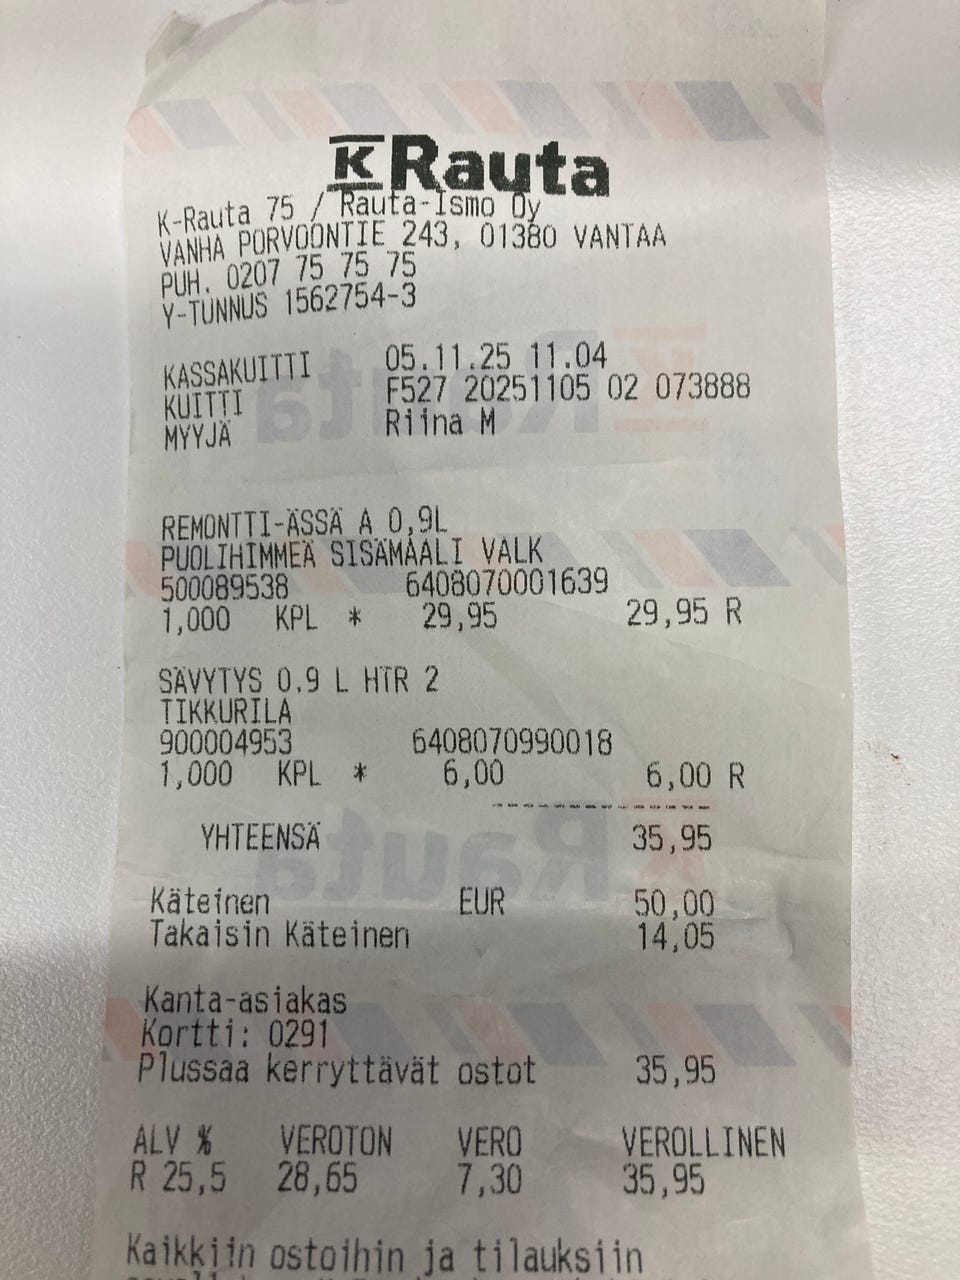 K Rauta
K-Rauta 75 / Rauta-Ismo Oy
VANHA PORVOONTIE 243, 01380 VANTAA
PUH. 0207 75 75 75
Y-TUNNUS 1562754-3
KASSAKUITTI 05.11.25 11.04
KUITTI F527 20251105 02 073888
MYYJÄ Riina M
REMONTTI-ÄSSÄ A 0,9L
PUOLIHIMMEÄ SISÄMAALI VALK
500089538 6408070001639
1,000 KPL * 29,95 29,95 R
SÄVYTYS 0.9 L HTR 2
TIKKURILA
900004953 6408070990018
1,000 KPL * 6,00 6,00 R
YHTEENSÄ 35,95
Käteinen EUR 50,00
Takaisin Käteinen 14,05
Kanta-asiakas
Kortti: 0291
Plussaa kerryttävät ostot 35,95
ALV % VEROTON VERO VEROLLINEN
R 25,5 28,65 7,30 35,95
Kaikkiin ostoihin ja tilauksiin